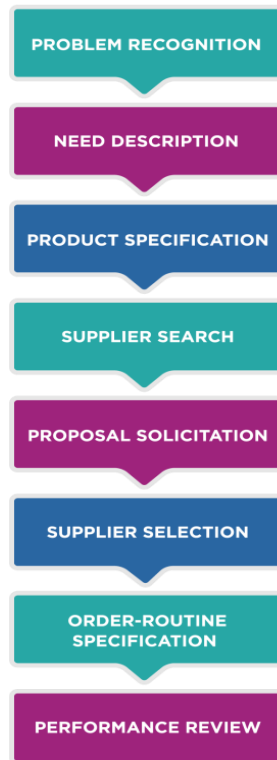 PROBLEM RECOGNITION
NEED DESCRIPTION
PRODUCT SPECIFICATION
SUPPLIER SEARCH
PROPOSAL SOLICITATION
SUPPLIER SELECTION
ORDER-ROUTINE
SPECIFICATION
PERFORMANCE REVIEW